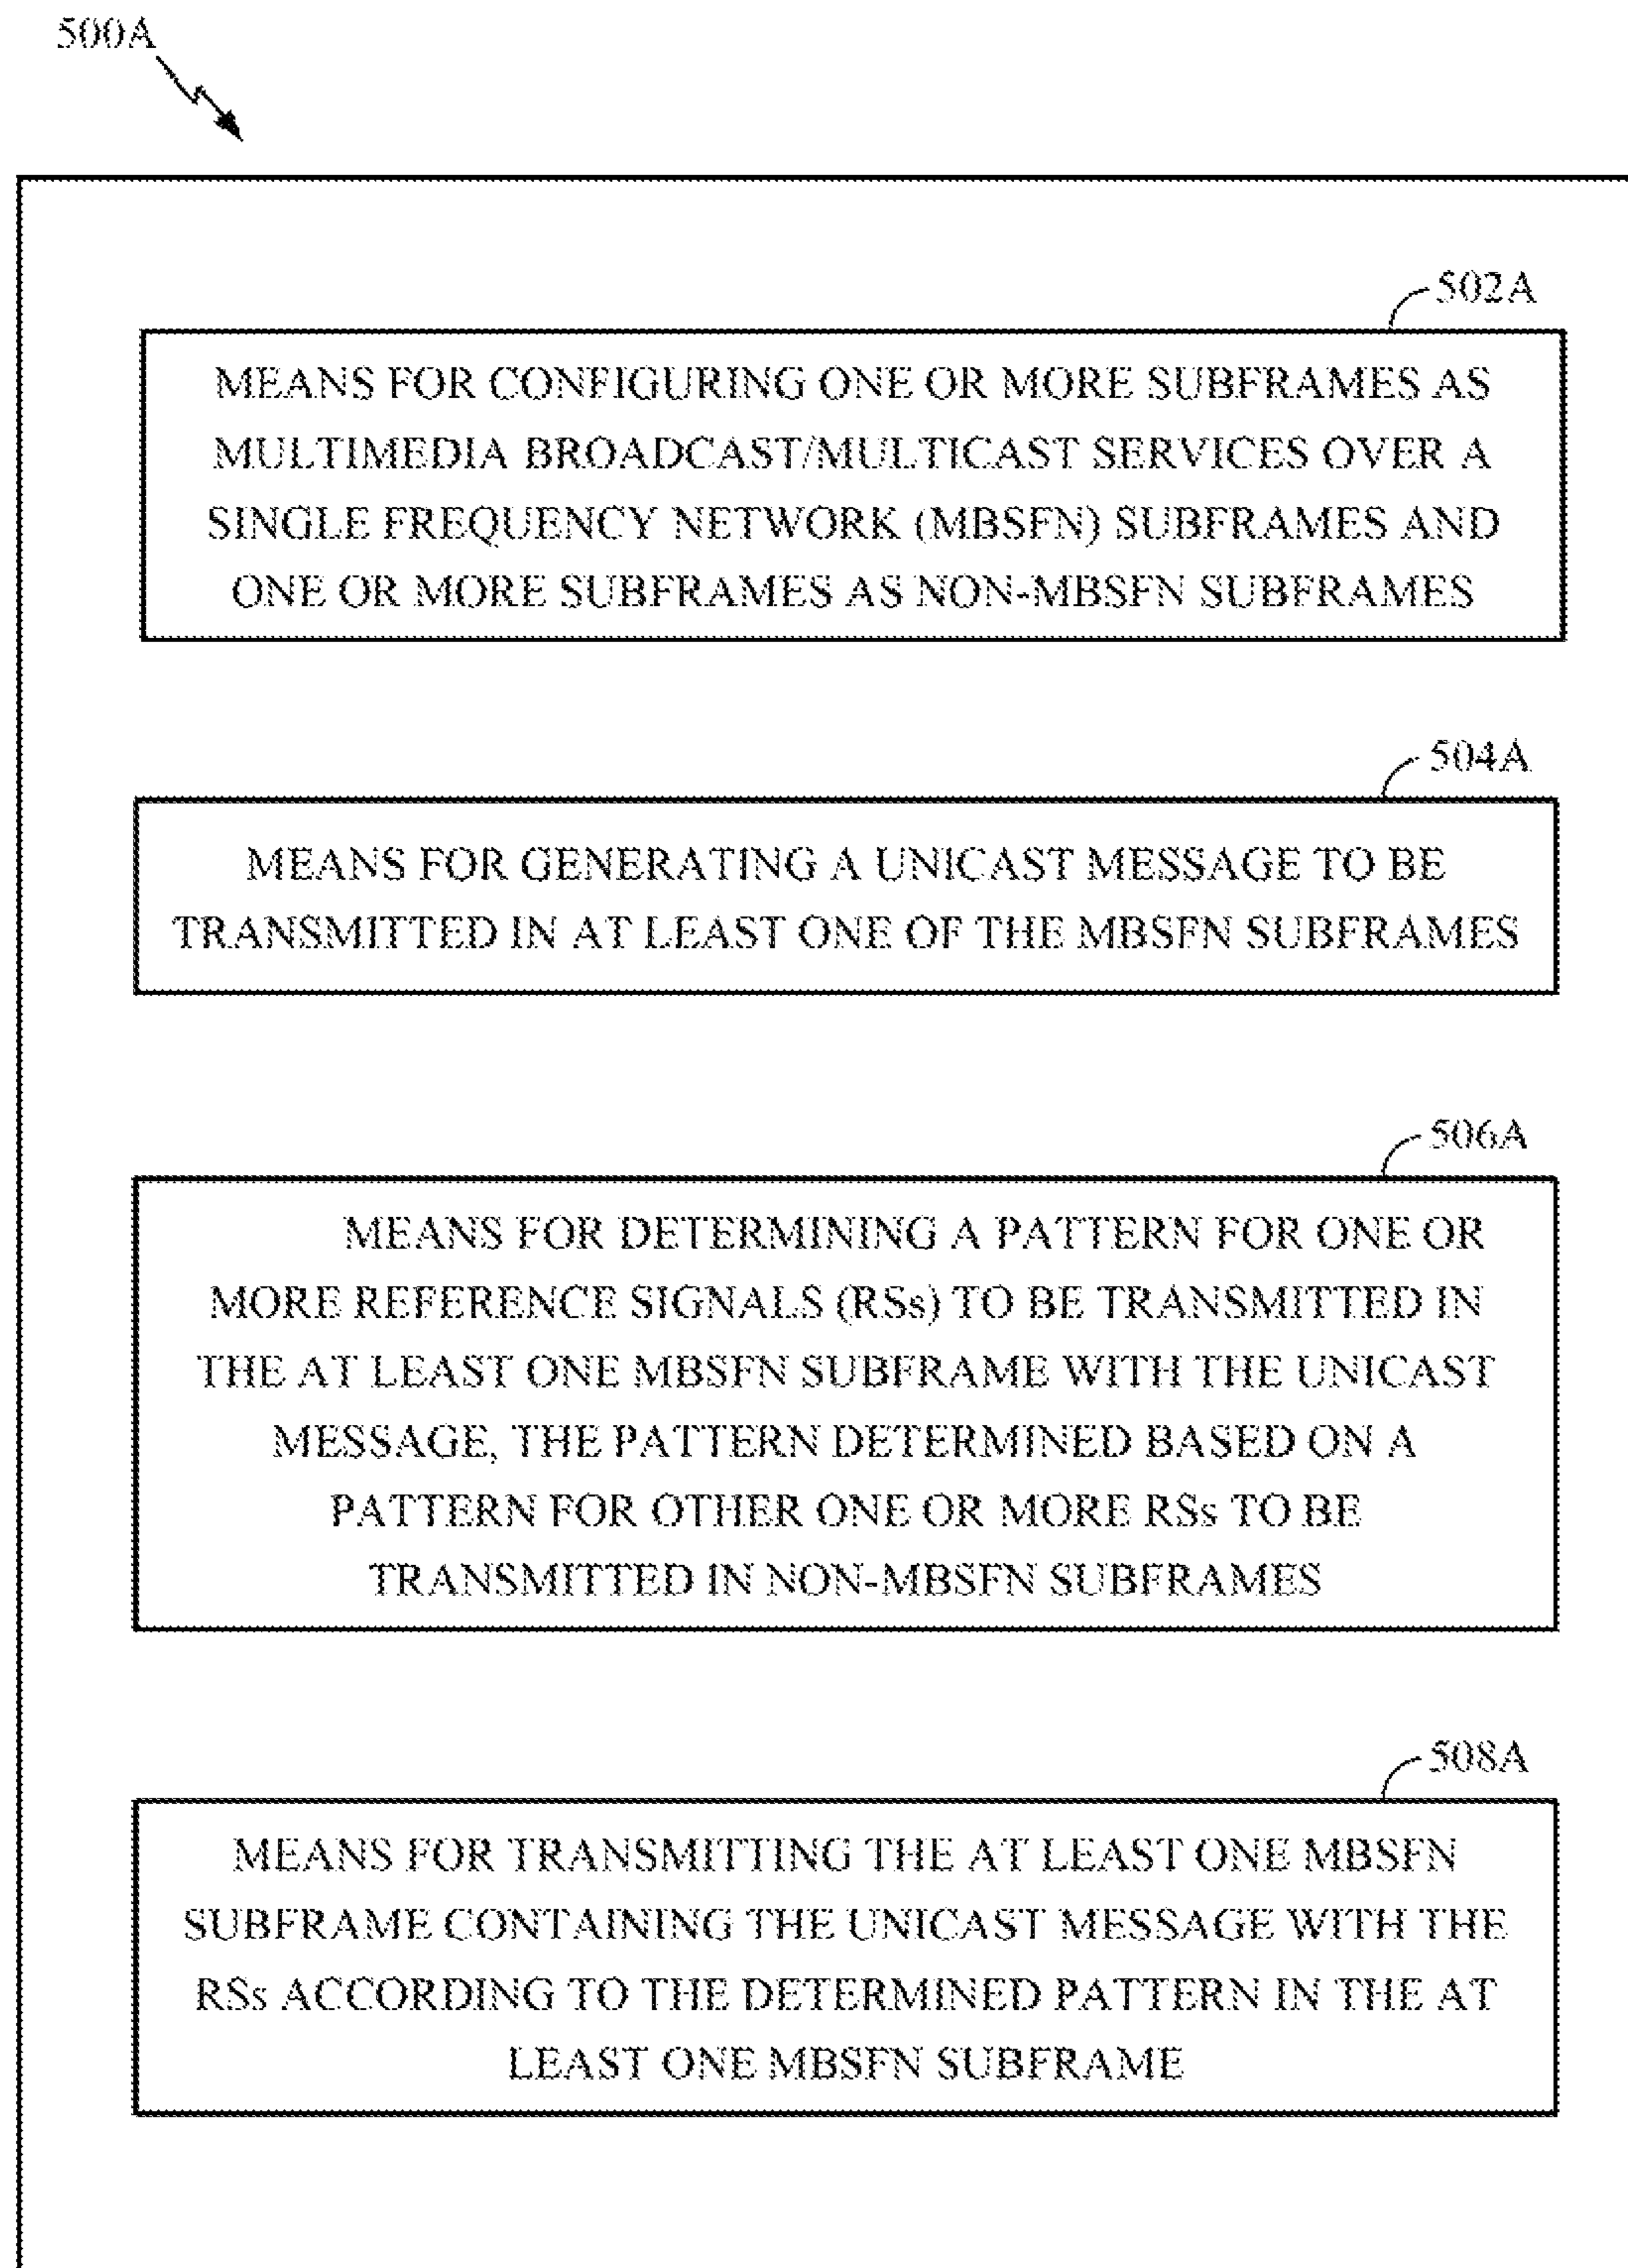 500A
502A
MEANS FOR CONFIGURING ONE OR MORE SUBFRAMES AS
MULTIMEDIA BROADCAST/MULTICAST SERVICES OVER A
SINGLE FREQUENCY NETWORK (MBSFN) SUBFRAMES AND
ONE OR MORE SUBFRAMES AS NON-MBSFN SUBFRAMES
504A
MEANS FOR GENERATING A UNICAST MESSAGE TO BE
TRANSMITTED IN AT LEAST ONE OF THE MBSFN SUBFRAMES
506A
MEANS FOR DETERMINING A PATTERN FOR ONE OR
MORE REFERENCE SIGNALS (RSs) TO BE TRANSMITTED IN
THE AT LEAST ONE MBSFN SUBFRAME WITH THE UNICAST
MESSAGE, THE PATTERN DETERMINED BASED ON A
PATTERN FOR OTHER ONE OR MORE RSs TO BE
TRANSMITTED IN NON-MBSFN SUBFRAMES
508A
MEANS FOR TRANSMITTING THE AT LEAST ONE MBSFN
SUBFRAME CONTAINING THE UNICAST MESSAGE WITH THE
RSs ACCORDING TO THE DETERMINED PATTERN IN THE AT
LEAST ONE MBSFN SUBFRAME